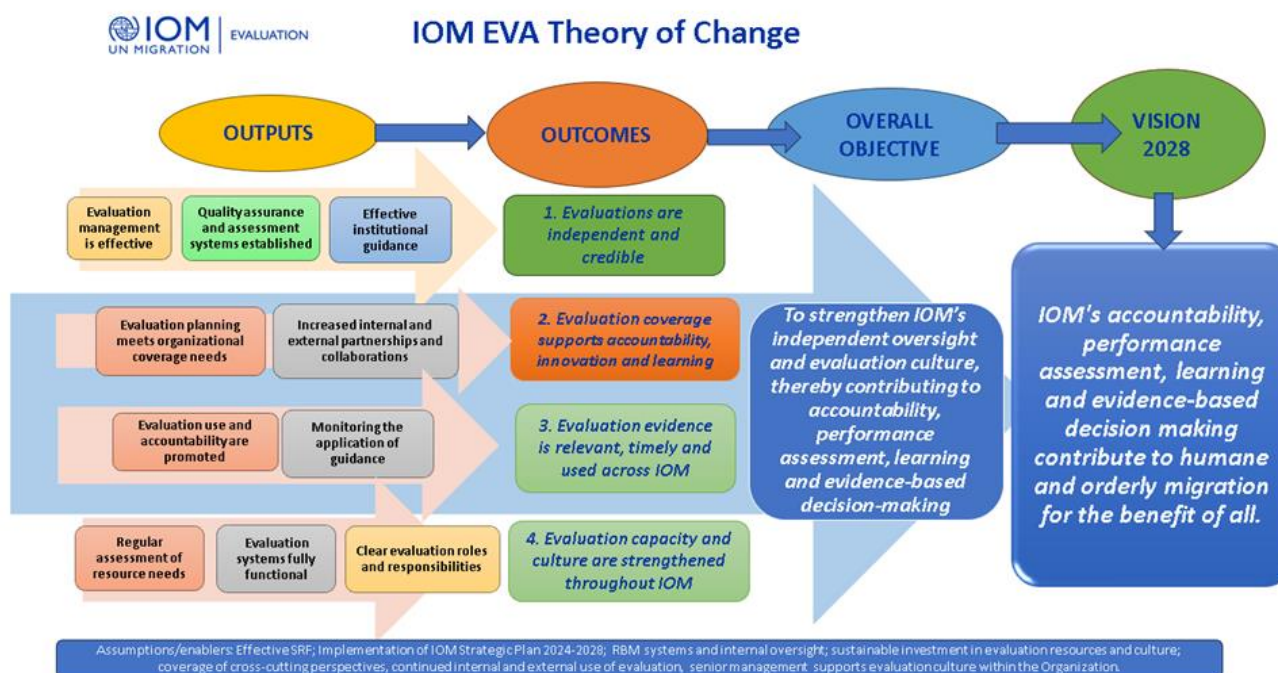 IOM
UN MIGRATION
EVALUATION
IOM EVA Theory of Change
OUTPUTS
OUTCOMES
OVERALL
OBJECTIVE
VISION
2028
Evaluation
management
is effective
Quality assurance
and assessment
systems established
Effective
institutional
guidance
1. Evaluations are
independent and
credible
Evaluation planning
meets organizational
coverage needs
Increased internal and
external partnerships and
collaborations
2. Evaluation coverage
supports accountability,
innovation and learning
Evaluation use and
accountability are
promoted
Monitoring the
application of
guidance
3. Evaluation evidence
is relevant, timely and
used across IOM
Regular
assessment of
resource needs
Evaluation
systems fully
functional
Clear evaluation roles
and responsibilities
4. Evaluation capacity and
culture are strengthened
throughout IOM
To strengthen IOM's
independent oversight
and evaluation culture,
thereby contributing to
accountability,
performance
assessment, learning
and evidence-based
decision-making
IOM's accountability,
performance
assessment, learning
and evidence-based
decision making
contribute to humane
and orderly migration
for the benefit of all.
Assumptions/enablers: Effective SRF; Implementation of IOM Strategic Plan 2024-2028; RBM systems and internal oversight; sustainable investment in evaluation resources and culture;
coverage of cross-cutting perspectives, continued internal and external use of evaluation, senior management supports evaluation culture within the Organization.